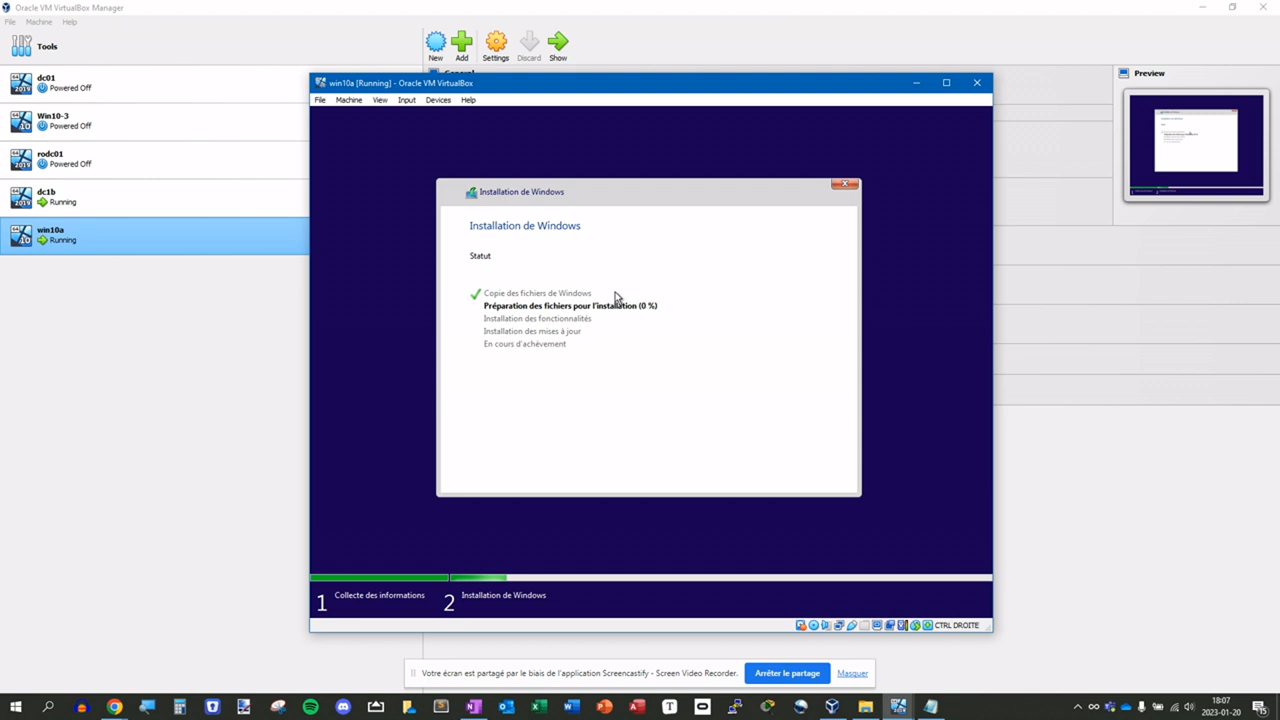 Oracle VM VirtualBox Manager
File Machine Help
Tools
New Add Settings Discard Show
dc01
Powered Off
Win10-3
Powered Off
rodc01
Powered Off
dc1b
Running
win10a
Running
General
Preview
win10a [Running] - Oracle VM VirtualBox
File Machine View Input Devices Help
Installation de Windows
Installation de Windows
Statut
Copie des fichiers de Windows
Préparation des fichiers pour l'installation (0 %)
Installation des fonctionnalités
Installation des mises à jour
En cours d'achèvement
1 Collecte des informations 2 Installation de Windows
CTRL DROITE
Votre écran est partagé par le biais de l'application Screencastify - Screen Video Recorder. Arrêter le partage Masquer
18:07
2023-01-20